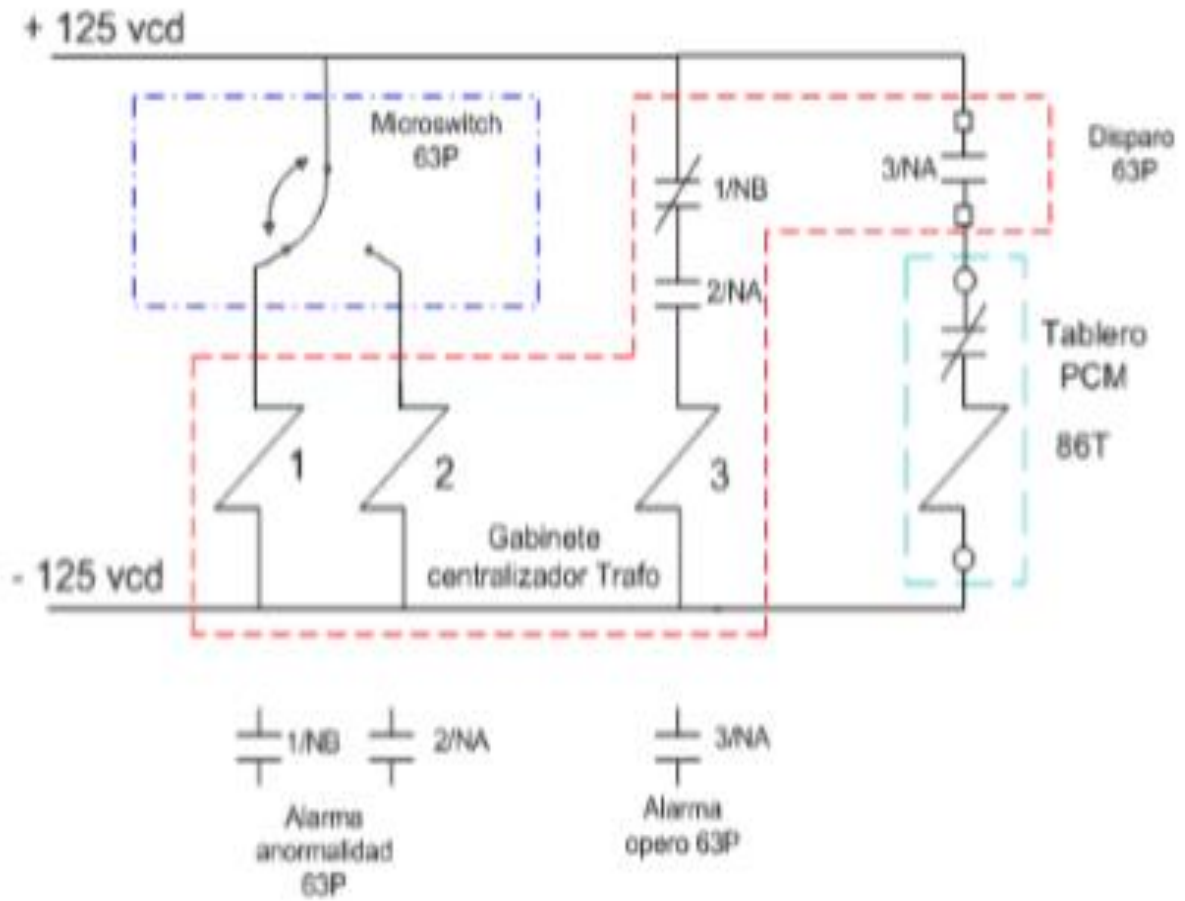 + 125 vcd
Microswitch
63P
Disparo
63P
3/NA
1/NB
2/NA
Tablero
PCM
86T
1
2
3
Gabinete
centralizador Trafo
- 125 vcd
1/NB
2/NA
3/NA
Alarma
anormalidad
63P
Alarma
opero 63P